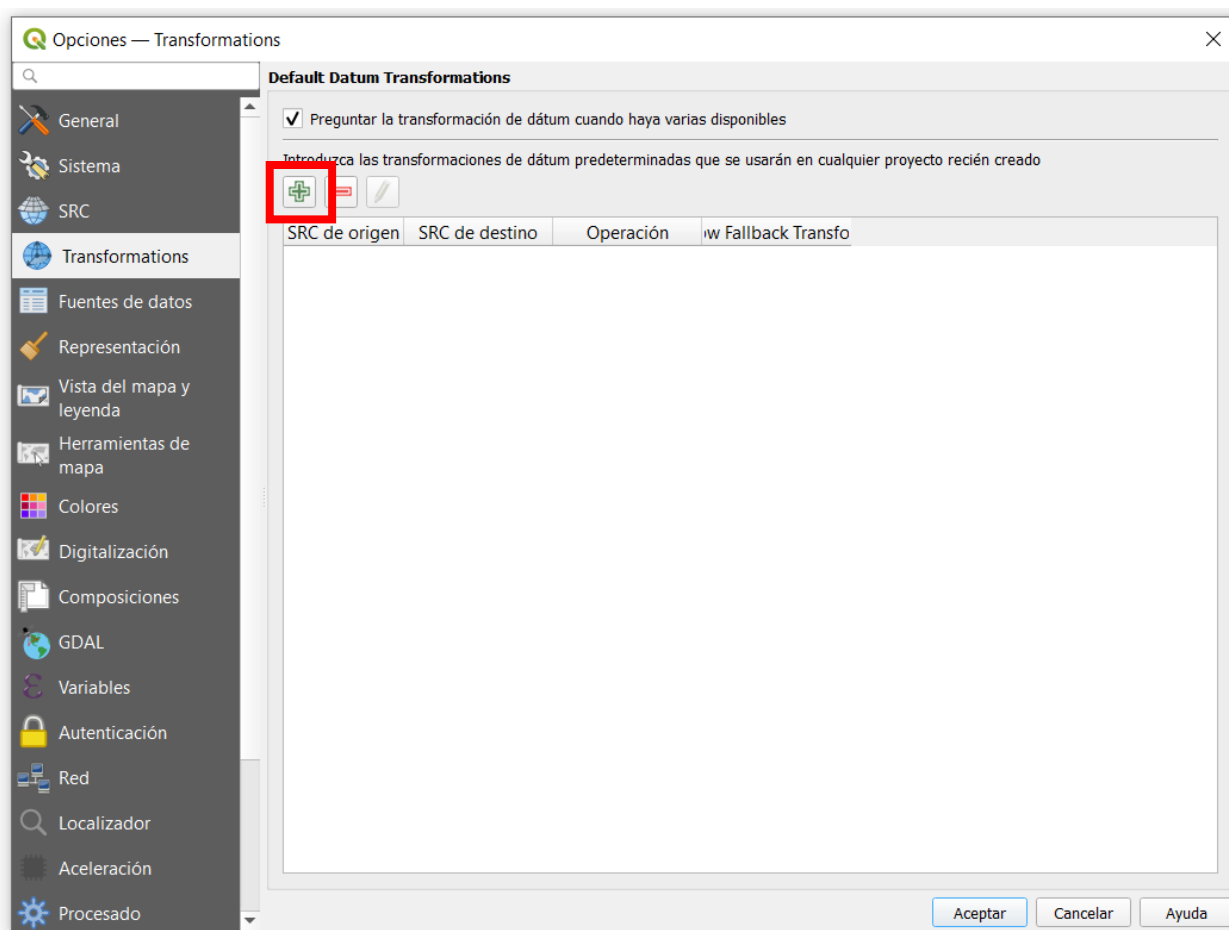 Opciones — Transformations
Default Datum Transformations
General
Sistema
SRC
Transformations
Fuentes de datos
Representación
Vista del mapa y
leyenda
Herramientas de
mapa
Colores
Digitalización
Composiciones
GDAL
Variables
Autenticación
Red
Localizador
Aceleración
Procesado
Preguntar la transformación de dátum cuando haya varias disponibles
Introduzca las transformaciones de dátum predeterminadas que se usarán en cualquier proyecto recién creado
SRC de origen SRC de destino Operación w Fallback Transfo
Aceptar Cancelar Ayuda